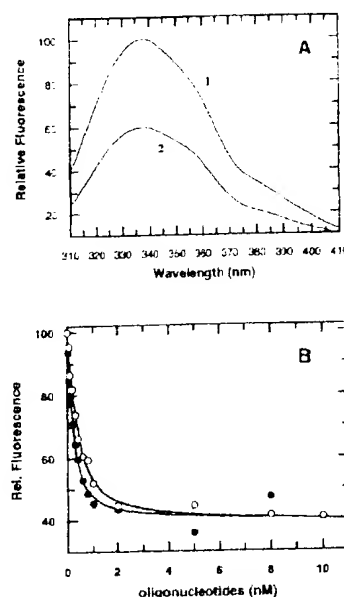 A
Relative Fluorescence
100
80
60
40
20
1
2
310 320 330 340 350 360 370 380 390 400 410
Wavelength (nm)
B
Rel. Fluorescence
100
80
60
40
0 2 4 6 8 10
oligonucleotides (nM)